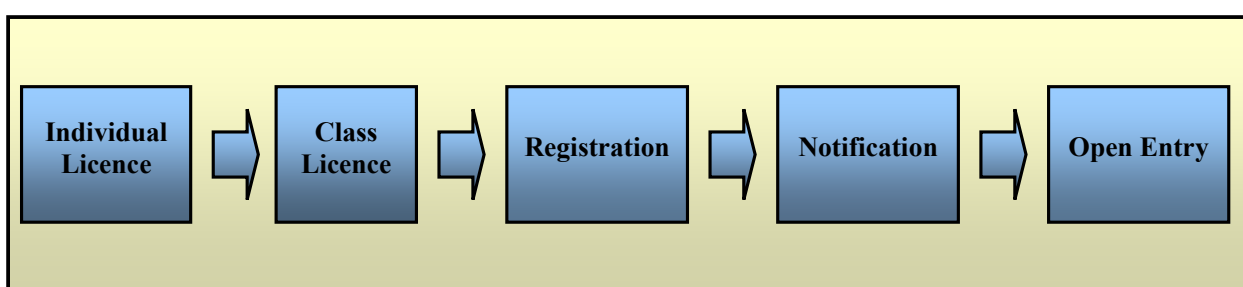 Individual
Licence
Class
Licence
Registration
Notification
Open Entry